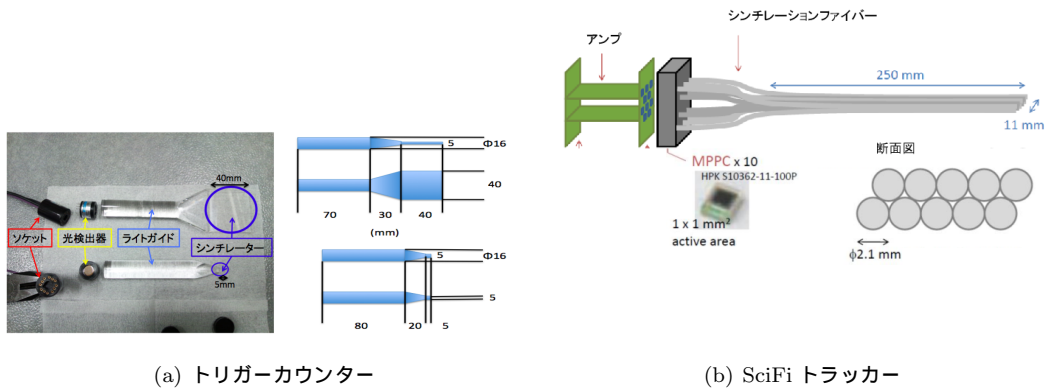 40mm
ソケット
光検出器
ライトガイド
シンチレーター
5mm
5
Φ16
40
70
30
40
(mm)
5
Φ16
5
80
20
5
(a) トリガーカウンター
シンチレーションファイバー
アンプ
250 mm
11 mm
MPPC x 10
HPK S10362-11-100P
1 x 1 mm²
active area
断面図
ϕ2.1 mm
(b) SciFi トラッカー